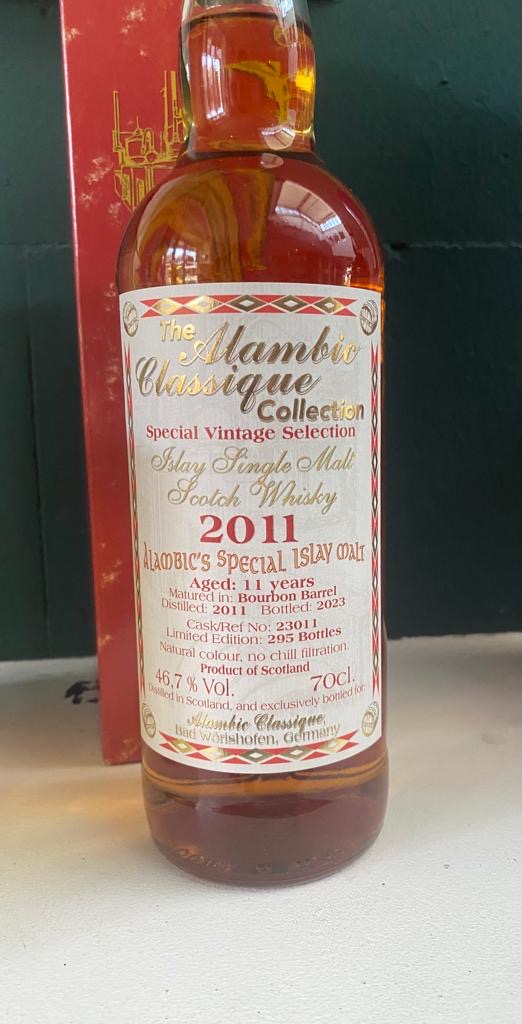 The Alambic
Classique
Collection
Special Vintage Selection
Islay Single Malt
Scotch Whisky
2011
Alambic's Special Islay Malt
Aged: 11 years
Matured in: Bourbon Barrel
Distilled: 2011 Bottled: 2023
Cask/Ref No: 23011
Limited Edition: 295 Bottles
Natural colour, no chill filtration.
Product of Scotland
46,7 % Vol. 70cl.
Distilled in Scotland, and exclusively bottled for:
Alambic Classique,
Bad Wörishofen, Germany